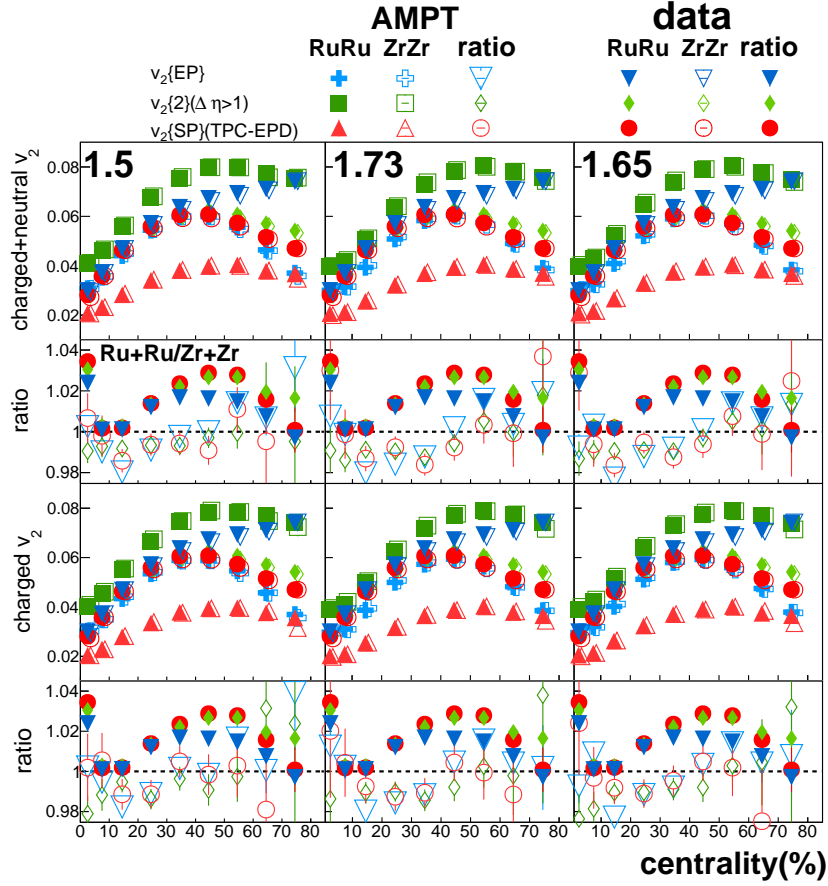 AMPT data
RuRu ZrZr ratio RuRu ZrZr ratio
v2{EP}
v2{2}(Δ η>1)
v2{SP}(TPC-EPD)
charged+neutral v2
0.08
0.06
0.04
0.02
1.5 1.73 1.65
ratio
1.04
1.02
1
0.98
Ru+Ru/Zr+Zr
charged v2
0.08
0.06
0.04
0.02
ratio
1.04
1.02
1
0.98
0 10 20 30 40 50 60 70 80 10 20 30 40 50 60 70 80 10 20 30 40 50 60 70 80
centrality(%)